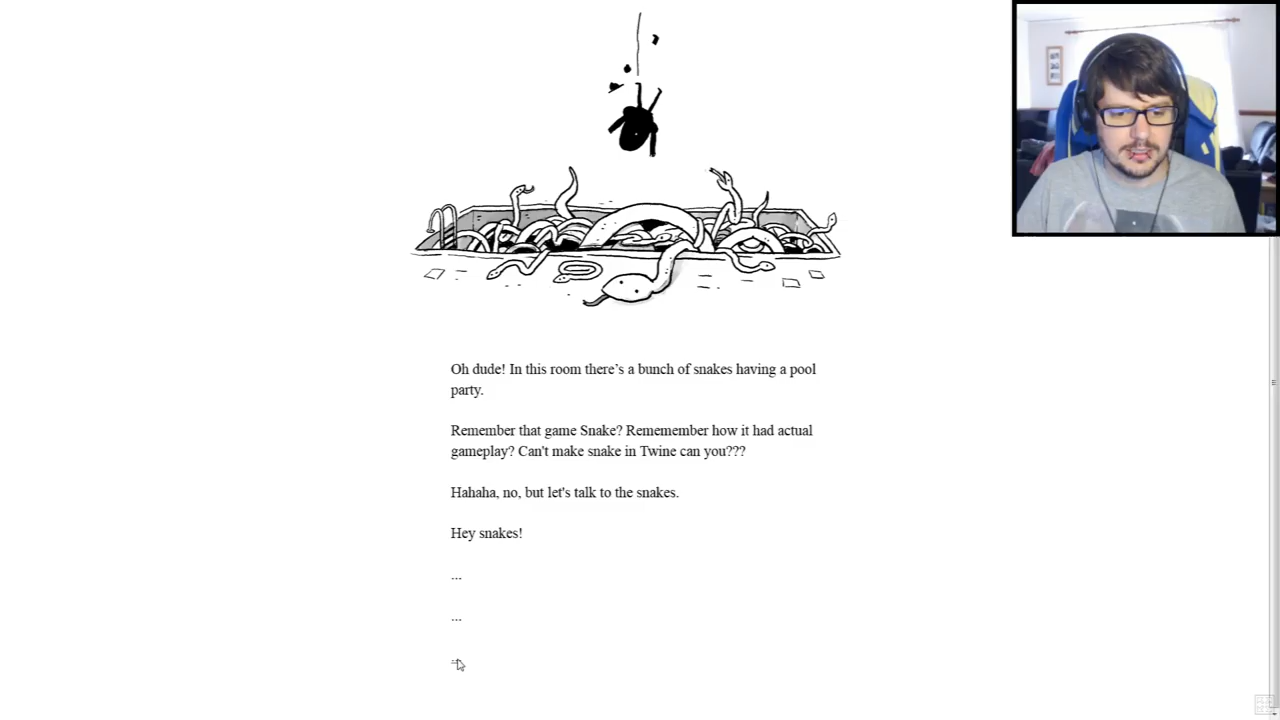 Oh dude! In this room there’s a bunch of snakes having a pool
party.
Remember that game Snake? Rememember how it had actual
gameplay? Can't make snake in Twine can you???
Hahaha, no, but let's talk to the snakes.
Hey snakes!
...
...